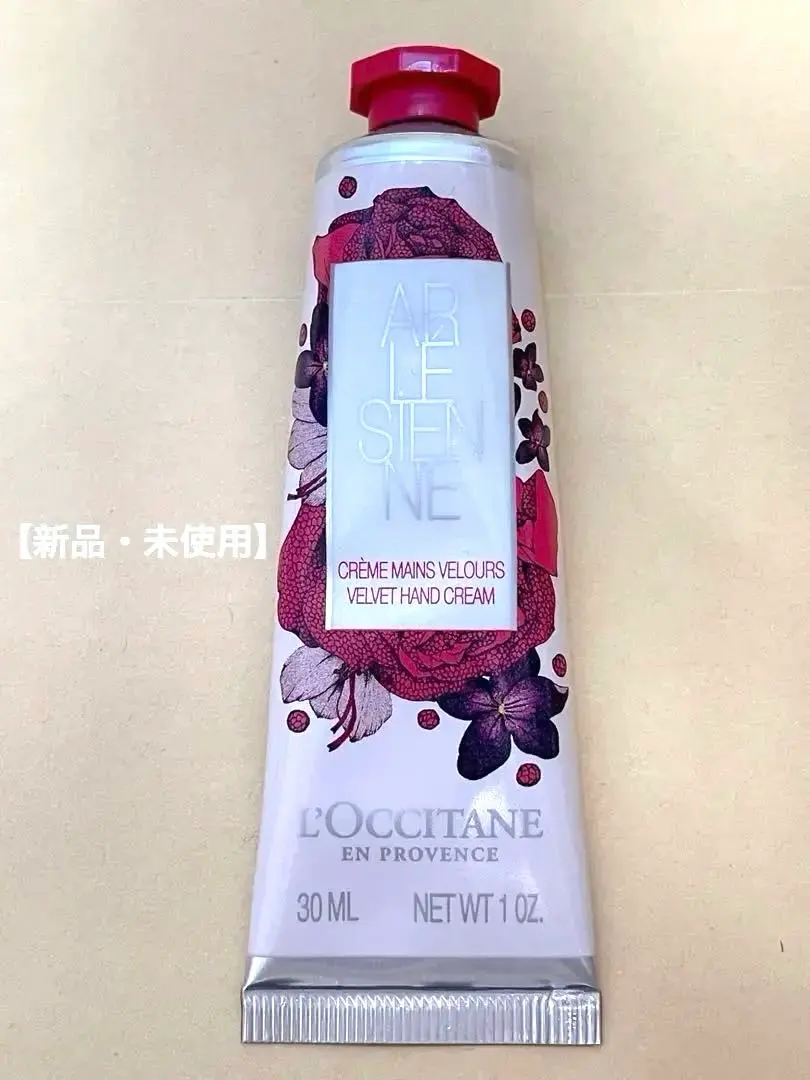 AR
LÉ
SIEN
NE
【新品・未使用】
CRÈME MAINS VELOURS
VELVET HAND CREAM
L'OCCITANE
EN PROVENCE
30 ML NET WT 1 OZ.